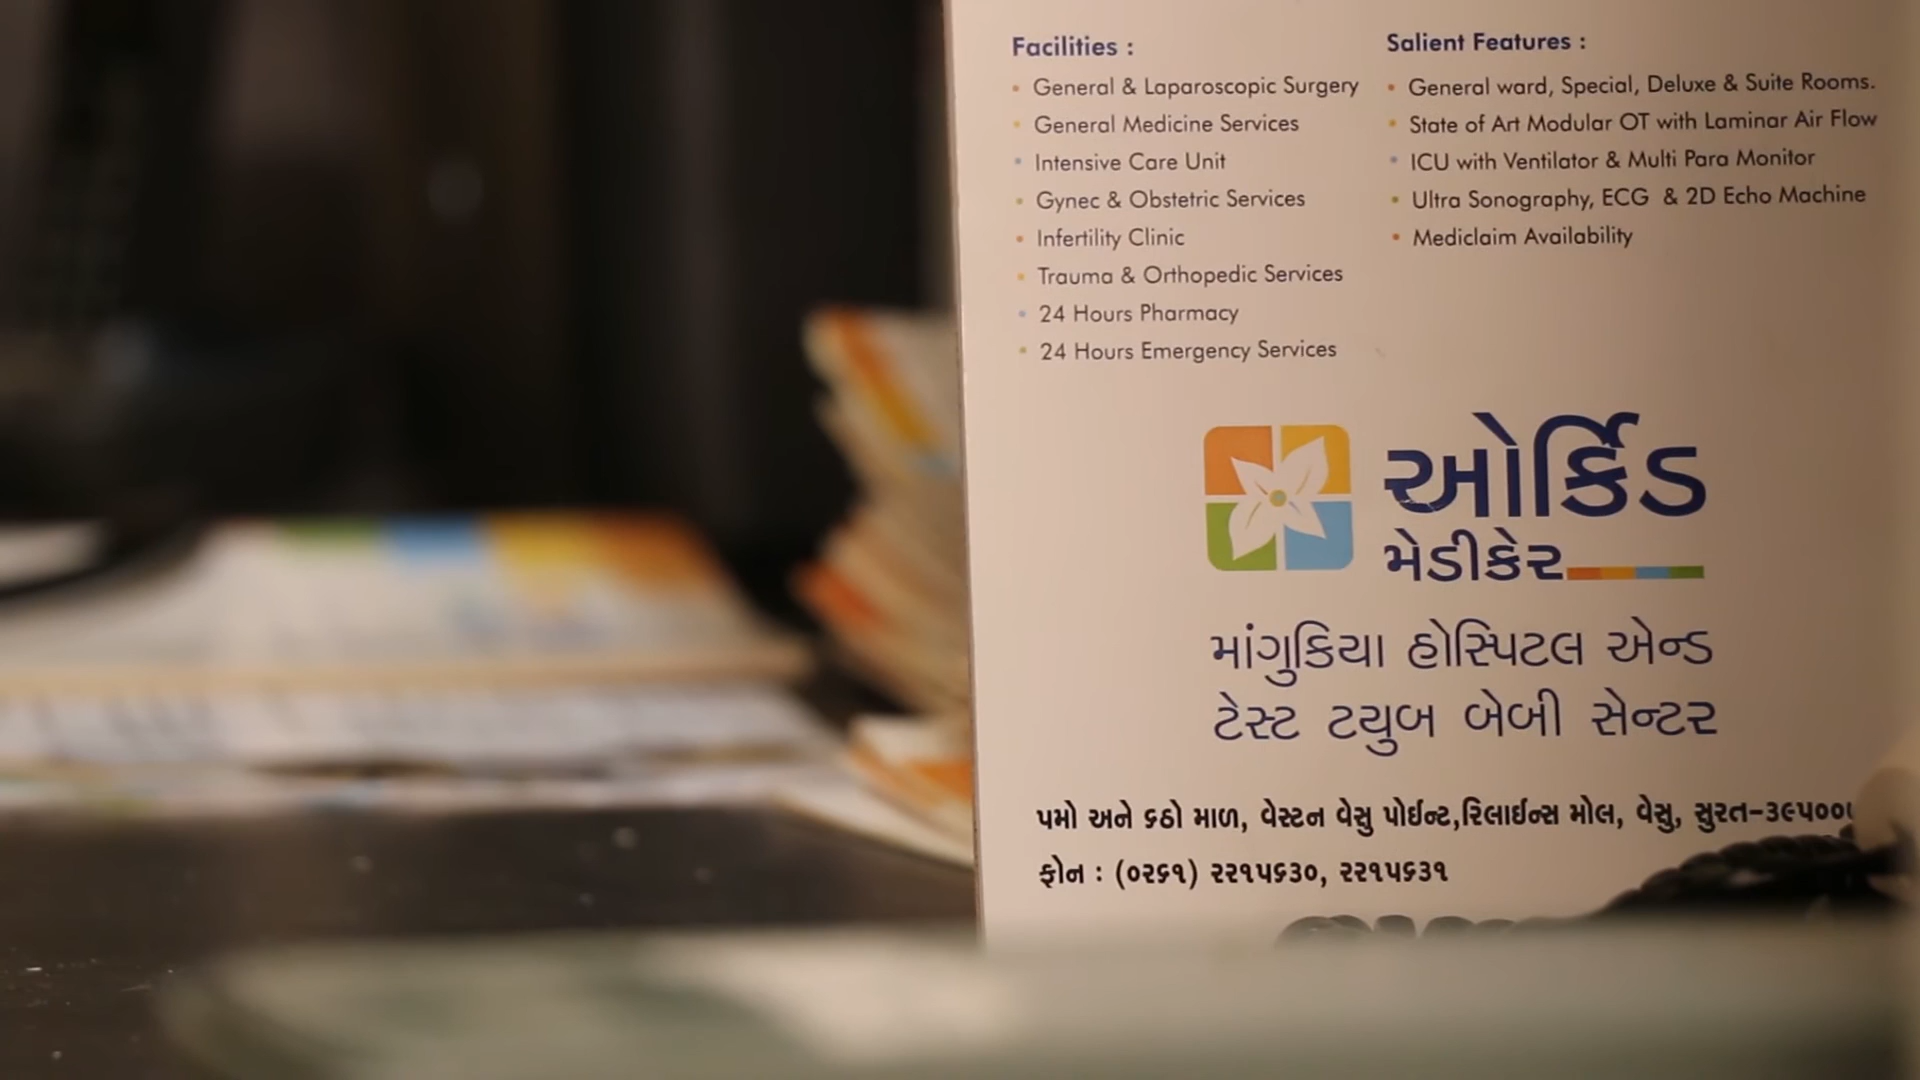 Facilities :
• General & Laparoscopic Surgery
• General Medicine Services
• Intensive Care Unit
• Gynec & Obstetric Services
• Infertility Clinic
• Trauma & Orthopedic Services
• 24 Hours Pharmacy
• 24 Hours Emergency Services
Salient Features :
• General ward, Special, Deluxe & Suite Rooms.
• State of Art Modular OT with Laminar Air Flow
• ICU with Ventilator & Multi Para Monitor
• Ultra Sonography, ECG & 2D Echo Machine
• Mediclaim Availability
ઓર્કિડ
મેડીકેર
માંગુકિયા હોસ્પિટલ એન્ડ
ટેસ્ટ ટયુબ બેબી સેન્ટર
પમો અને ૬ઠો માળ, વેસ્ટન વેસુ પોઈન્ટ,રિલાઈન્સ મોલ, વેસુ, સુરત-૩૯૫૦૦
ફોન : (૦૨૬૧) ૨૨૧૫૬૩૦, ૨૨૧૫૬૩૧